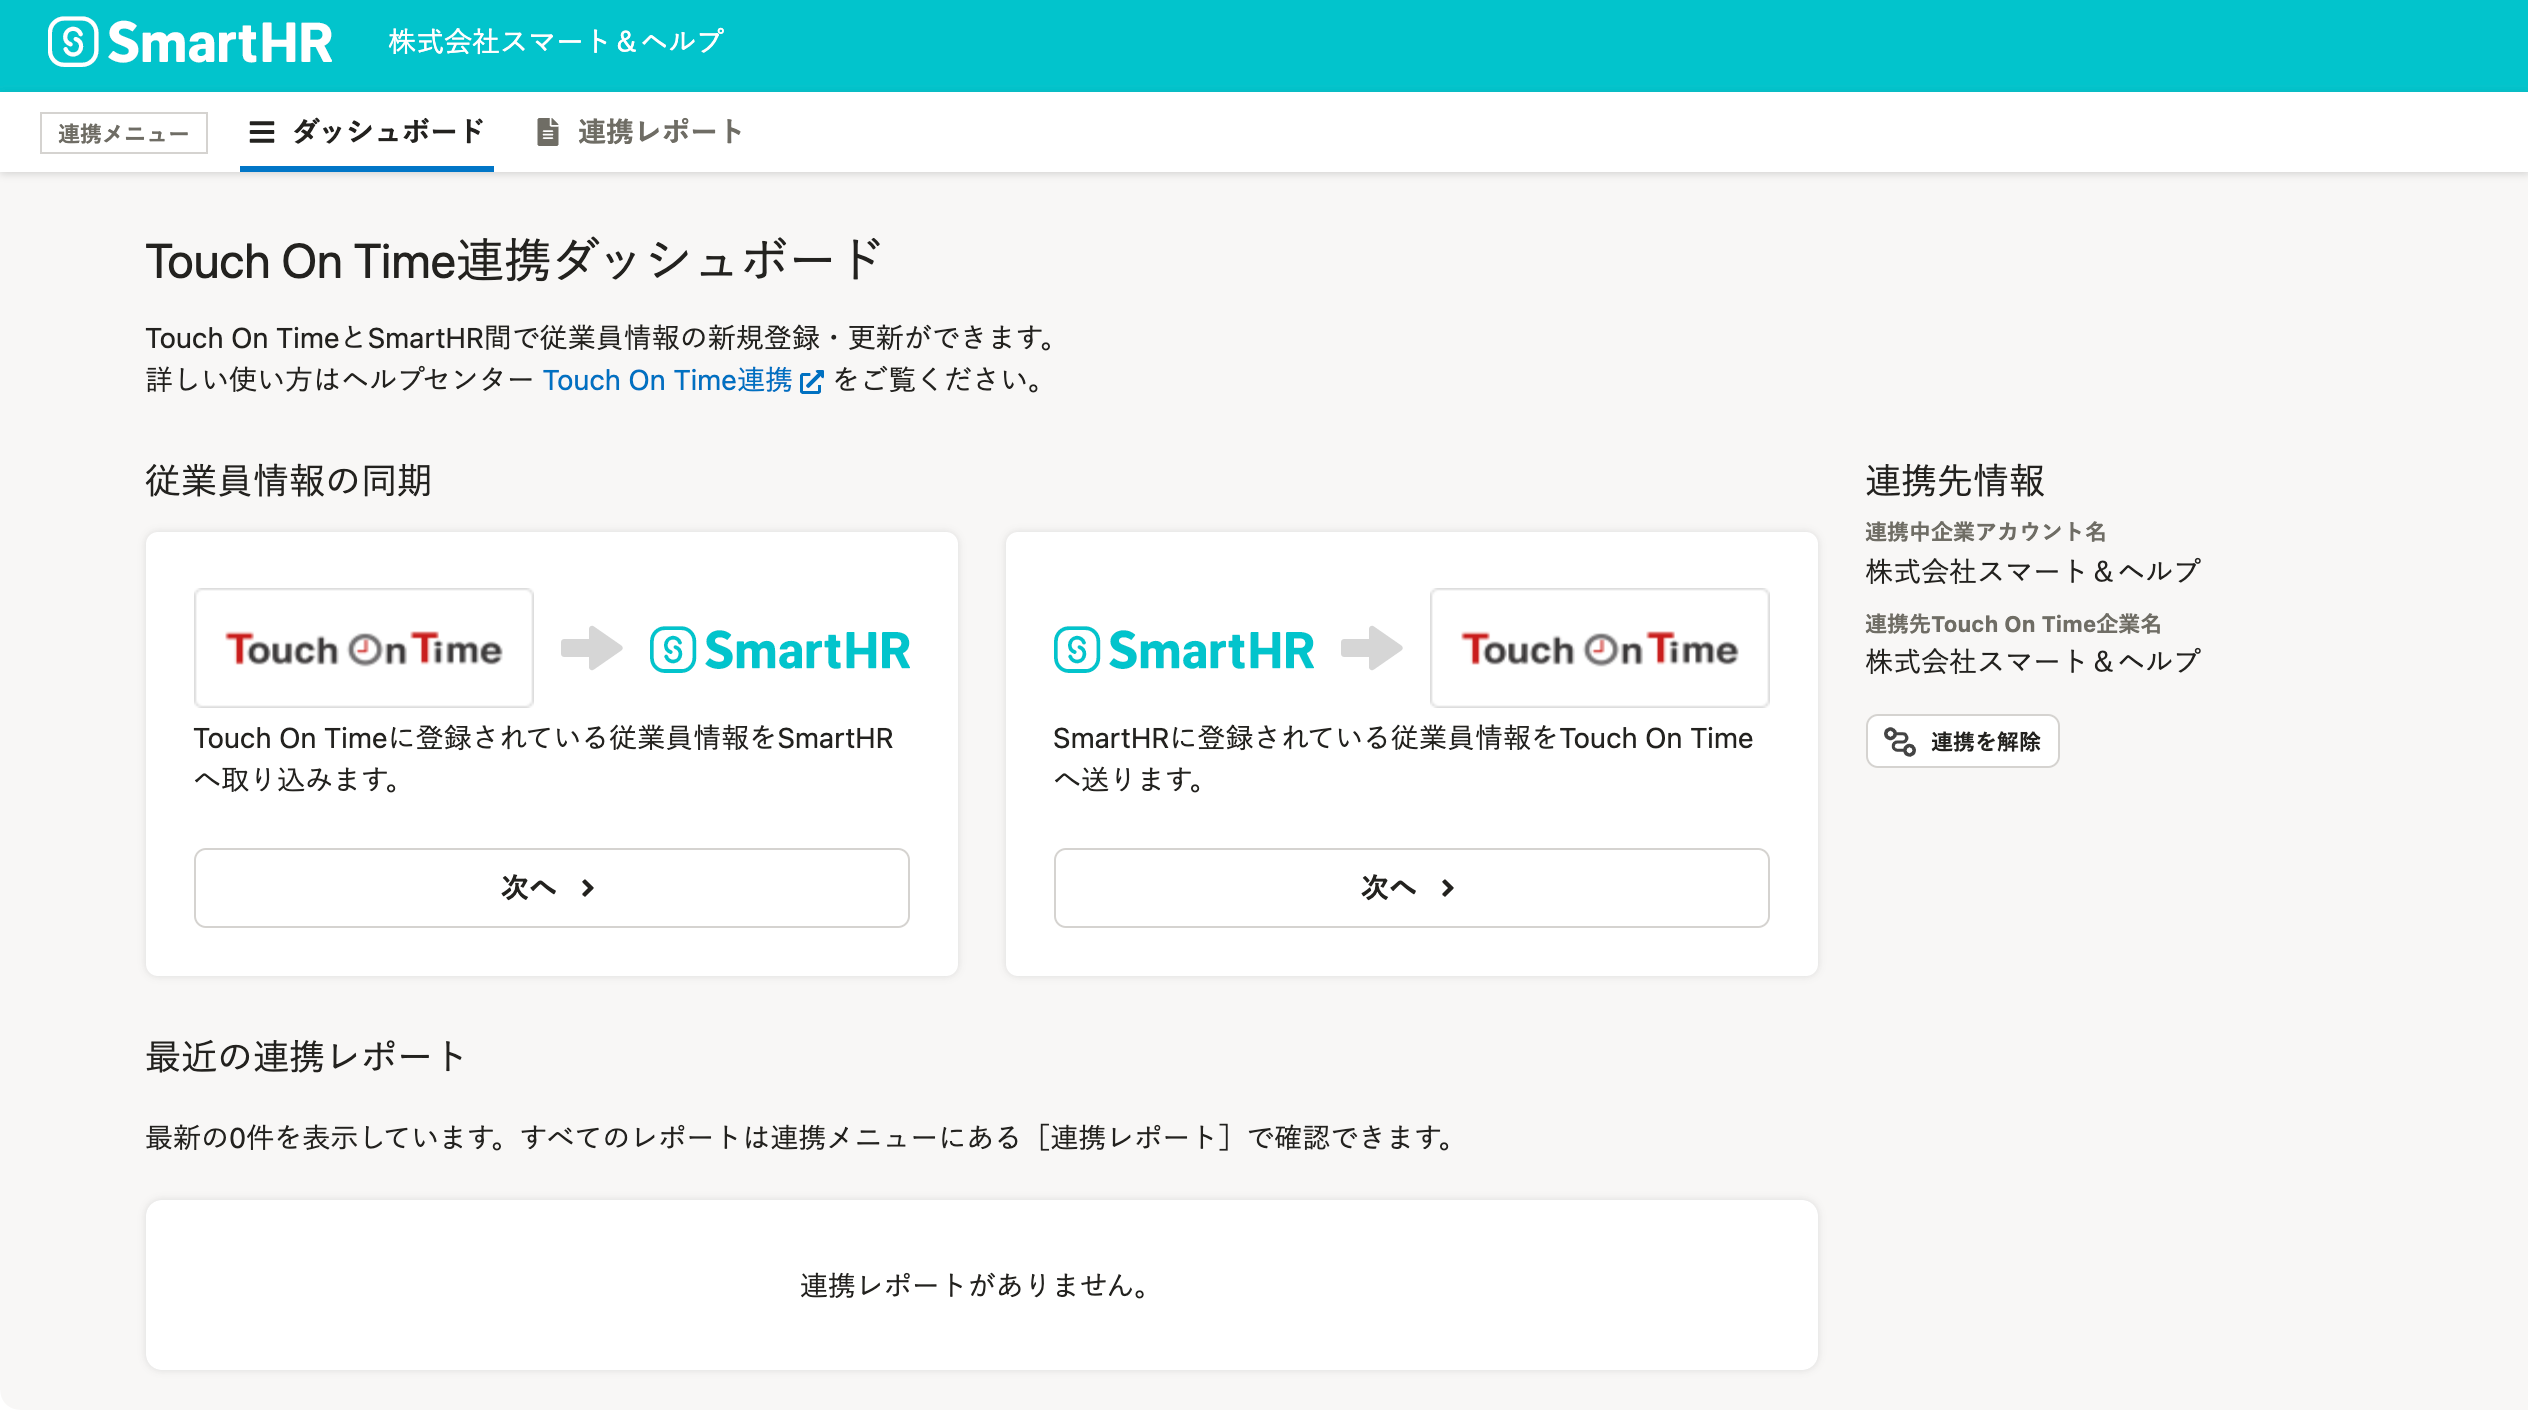 SmartHR 株式会社スマート＆ヘルプ
連携メニュー ダッシュボード 連携レポート
Touch On Time連携ダッシュボード
Touch On TimeとSmartHR間で従業員情報の新規登録・更新ができます。
詳しい使い方はヘルプセンター Touch On Time連携 をご覧ください。
従業員情報の同期
Touch On Time SmartHR
Touch On Timeに登録されている従業員情報をSmartHR
へ取り込みます。
次へ
SmartHR Touch On Time
SmartHRに登録されている従業員情報をTouch On Time
へ送ります。
次へ
連携先情報
連携中企業アカウント名
株式会社スマート＆ヘルプ
連携先Touch On Time企業名
株式会社スマート＆ヘルプ
連携を解除
最近の連携レポート
最新の0件を表示しています。すべてのレポートは連携メニューにある［連携レポート］で確認できます。
連携レポートがありません。